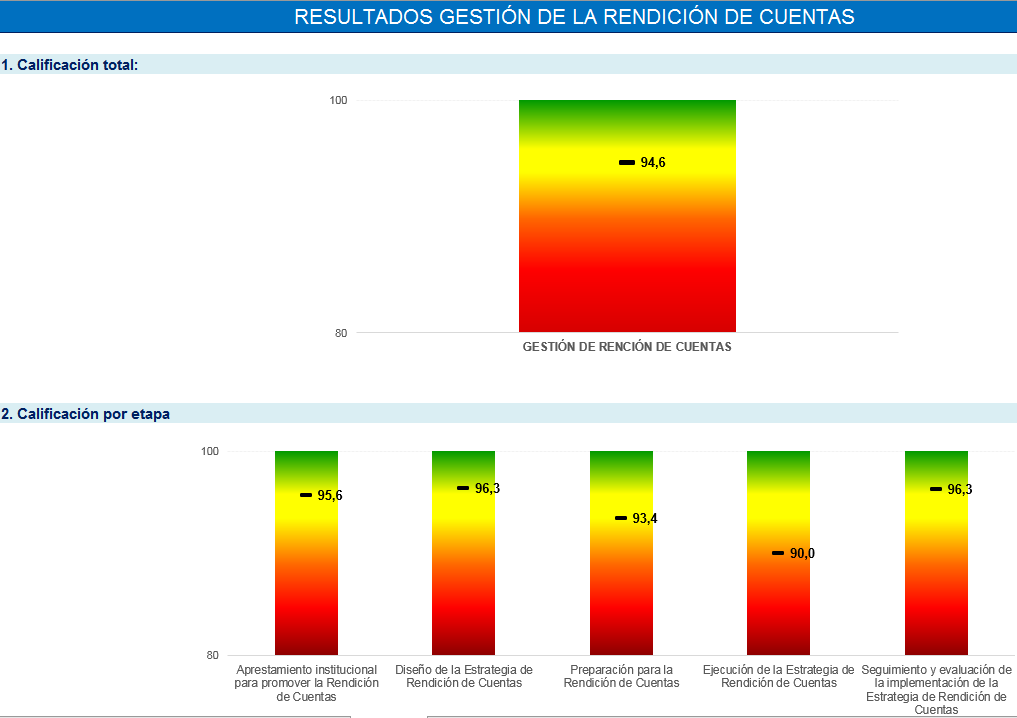 RESULTADOS GESTIÓN DE LA RENDICIÓN DE CUENTAS
1. Calificación total:
100
94,6
80
GESTIÓN DE RENCIÓN DE CUENTAS
2. Calificación por etapa
100
95,6
96,3
93,4
90,0
96,3
80
Aprestamiento institucional
para promover la Rendición
de Cuentas
Diseño de la Estrategia de
Rendición de Cuentas
Preparación para la
Rendición de Cuentas
Ejecución de la Estrategia de
Rendición de Cuentas
Seguimiento y evaluación de
la implementación de la
Estrategia de Rendición de
Cuentas